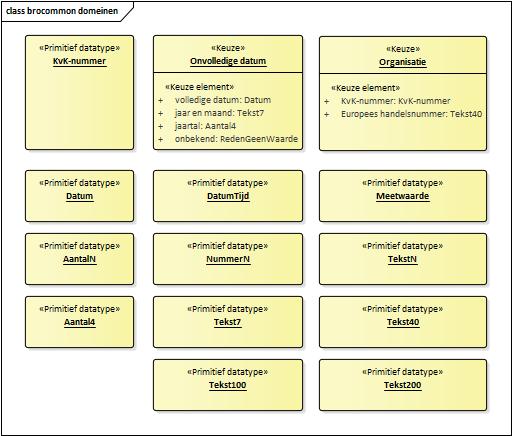 class brocommon domeinen
«Primitief datatype»
KvK-nummer
«Keuze»
Onvolledige datum
«Keuze element»
+ volledige datum: Datum
+ jaar en maand: Tekst7
+ jaartal: Aantal4
+ onbekend: RedenGeenWaarde
«Keuze»
Organisatie
«Keuze element»
+ KvK-nummer: KvK-nummer
+ Europees handelsnummer: Tekst40
«Primitief datatype»
Datum
«Primitief datatype»
DatumTijd
«Primitief datatype»
Meetwaarde
«Primitief datatype»
AantalN
«Primitief datatype»
NummerN
«Primitief datatype»
TekstN
«Primitief datatype»
Aantal4
«Primitief datatype»
Tekst7
«Primitief datatype»
Tekst40
«Primitief datatype»
Tekst100
«Primitief datatype»
Tekst200